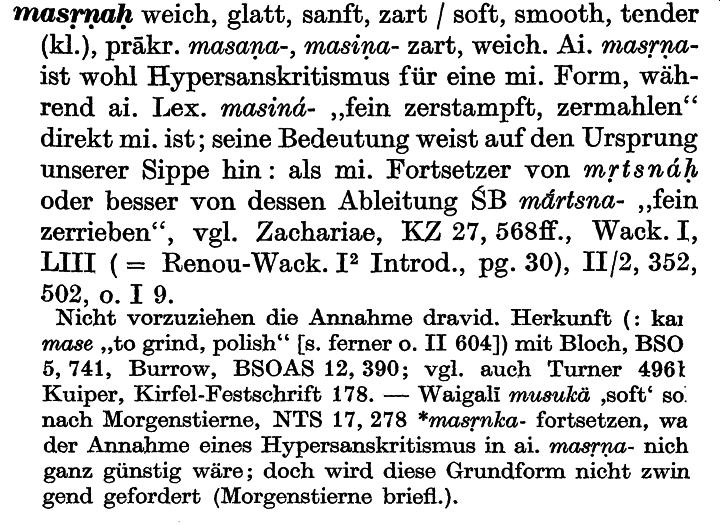 masṛṇaḥ weich, glatt, sanft, zart / soft, smooth, tender
(kl.), prākr. masaṇa-, masiṇa- zart, weich. Ai. masṛṇa-
ist wohl Hypersanskritismus für eine mi. Form, wäh-
rend ai. Lex. masiná- „fein zerstampft, zermahlen“
direkt mi. ist; seine Bedeutung weist auf den Ursprung
unserer Sippe hin: als mi. Fortsetzer von mṛtsnáḥ
oder besser von dessen Ableitung ŚB mā́rtsna- „fein
zerrieben“, vgl. Zachariae, KZ 27, 568ff., Wack. I,
LIII (= Renou-Wack. I² Introd., pg. 30), II/2, 352,
502, o. I 9.
Nicht vorzuziehen die Annahme dravid. Herkunft (:
mase „to grind, polish“ [s. ferner o. II 604]) mit Bloch, BSO
5, 741, Burrow, BSOAS 12, 390; vgl. auch Turner
Kuiper, Kirfel-Festschrift 178. — Waigalī musukä ‚soft‘
nach Morgenstierne, NTS 17, 278 *masṛnka- fortsetzen, wa
der Annahme eines Hypersanskritismus in ai. masṛṇa- nich
ganz günstig wäre; doch wird diese Grundform nicht zwin
gend gefordert (Morgenstierne briefl.).